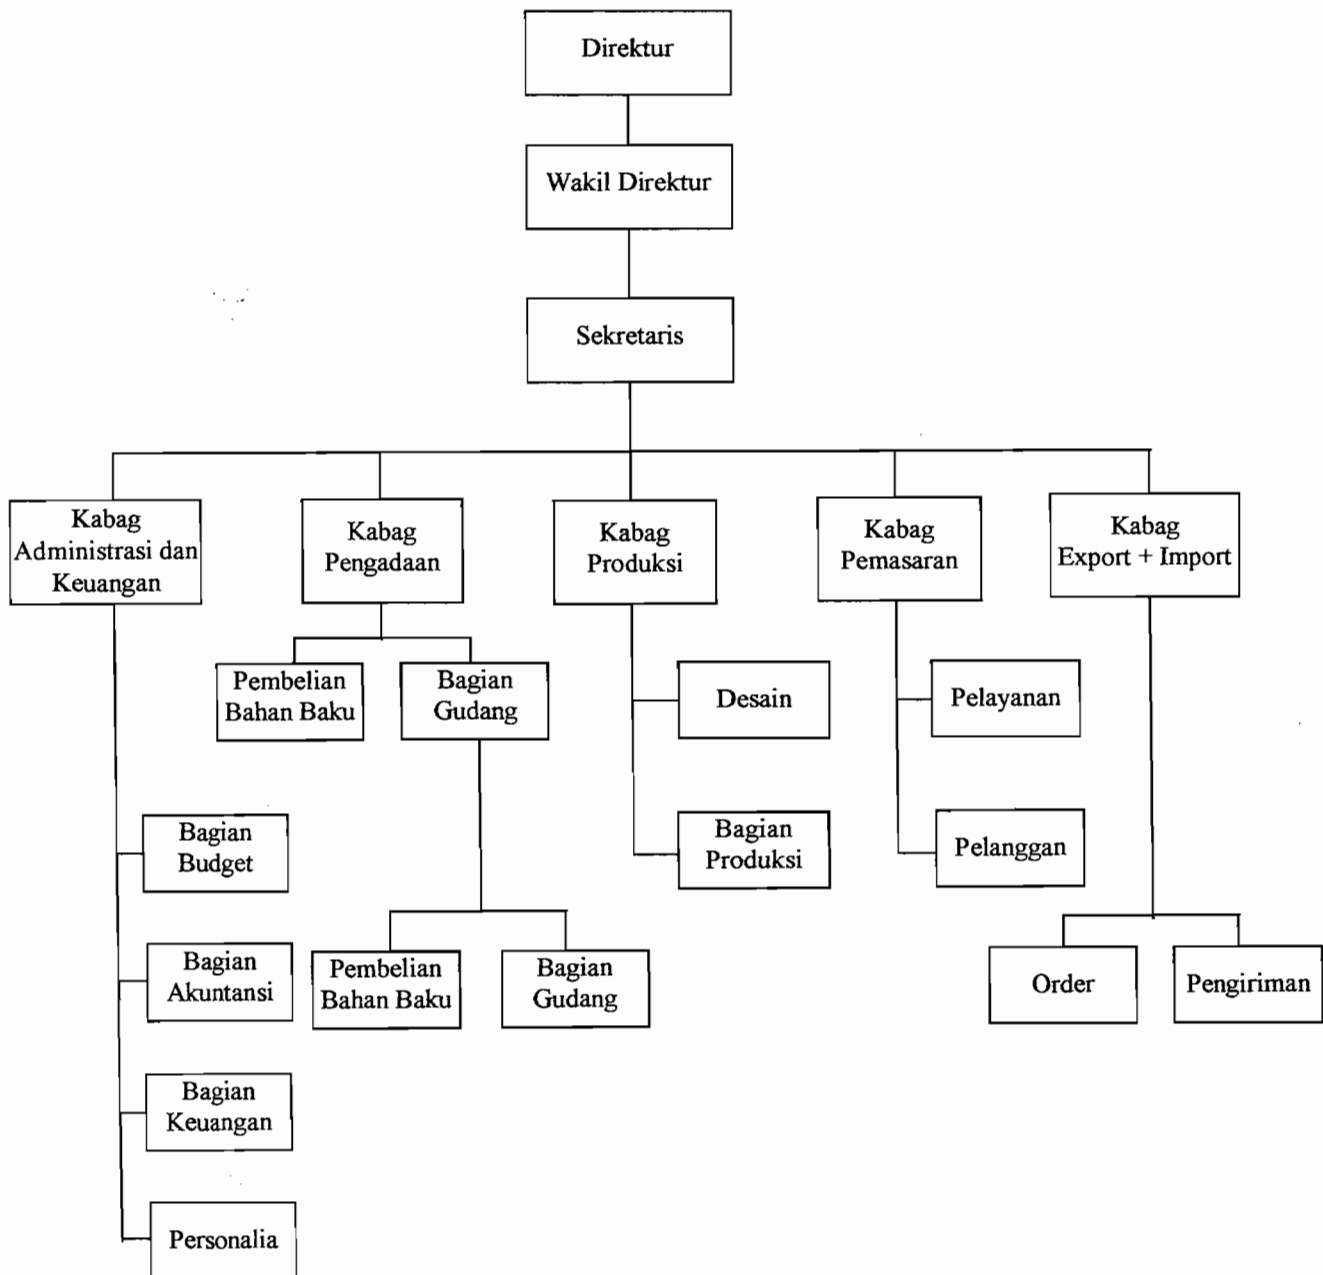 Direktur
Wakil Direktur
Sekretaris
Kabag
Administrasi dan
Keuangan
Kabag
Pengadaan
Kabag
Produksi
Kabag
Pemasaran
Kabag
Export + Import
Pembelian
Bahan Baku
Bagian
Gudang
Desain
Pelayanan
Bagian
Budget
Bagian
Produksi
Pelanggan
Bagian
Akuntansi
Pembelian
Bahan Baku
Bagian
Gudang
Order
Pengiriman
Bagian
Keuangan
Personalia